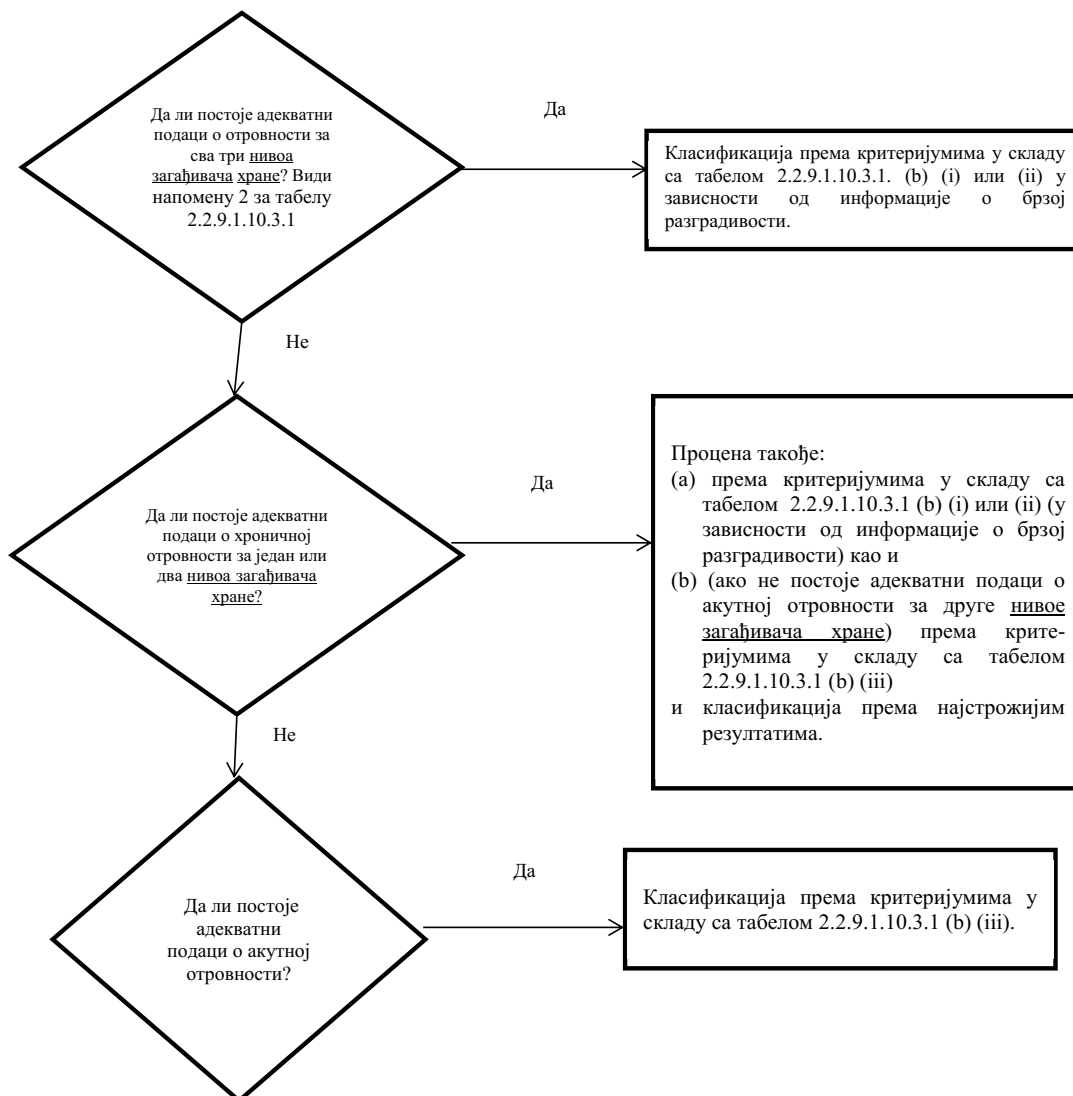 Да ли постоје адекватни
подаци о отровности за
сва три нивоа
загађивача хране? Види
напомену 2 за табелу
2.2.9.1.10.3.1
Да
Класификација према критеријумима у складу
са табелом 2.2.9.1.10.3.1. (b) (i) или (ii) у
зависности од информације о брзој
разградивости.
Не
Да ли постоје адекватни
подаци о хроничној
отровности за један или
два нивоа загађивача
хране?
Да
Процена такође:
(a) према критеријумима у складу са
табелом 2.2.9.1.10.3.1 (b) (i) или (ii) (у
зависности од информације о брзој
разградивости) као и
(b) (ако не постоје адекватни подаци о
акутној отровности за друге нивое
загађивача хране) према крите-
ријумима у складу са табелом
2.2.9.1.10.3.1 (b) (iii)
и класификација према најстрожијим
резултатима.
Не
Да ли постоје
адекватни
подаци о акутној
отровности?
Да
Класификација према критеријумима у
складу са табелом 2.2.9.1.10.3.1 (b) (iii).